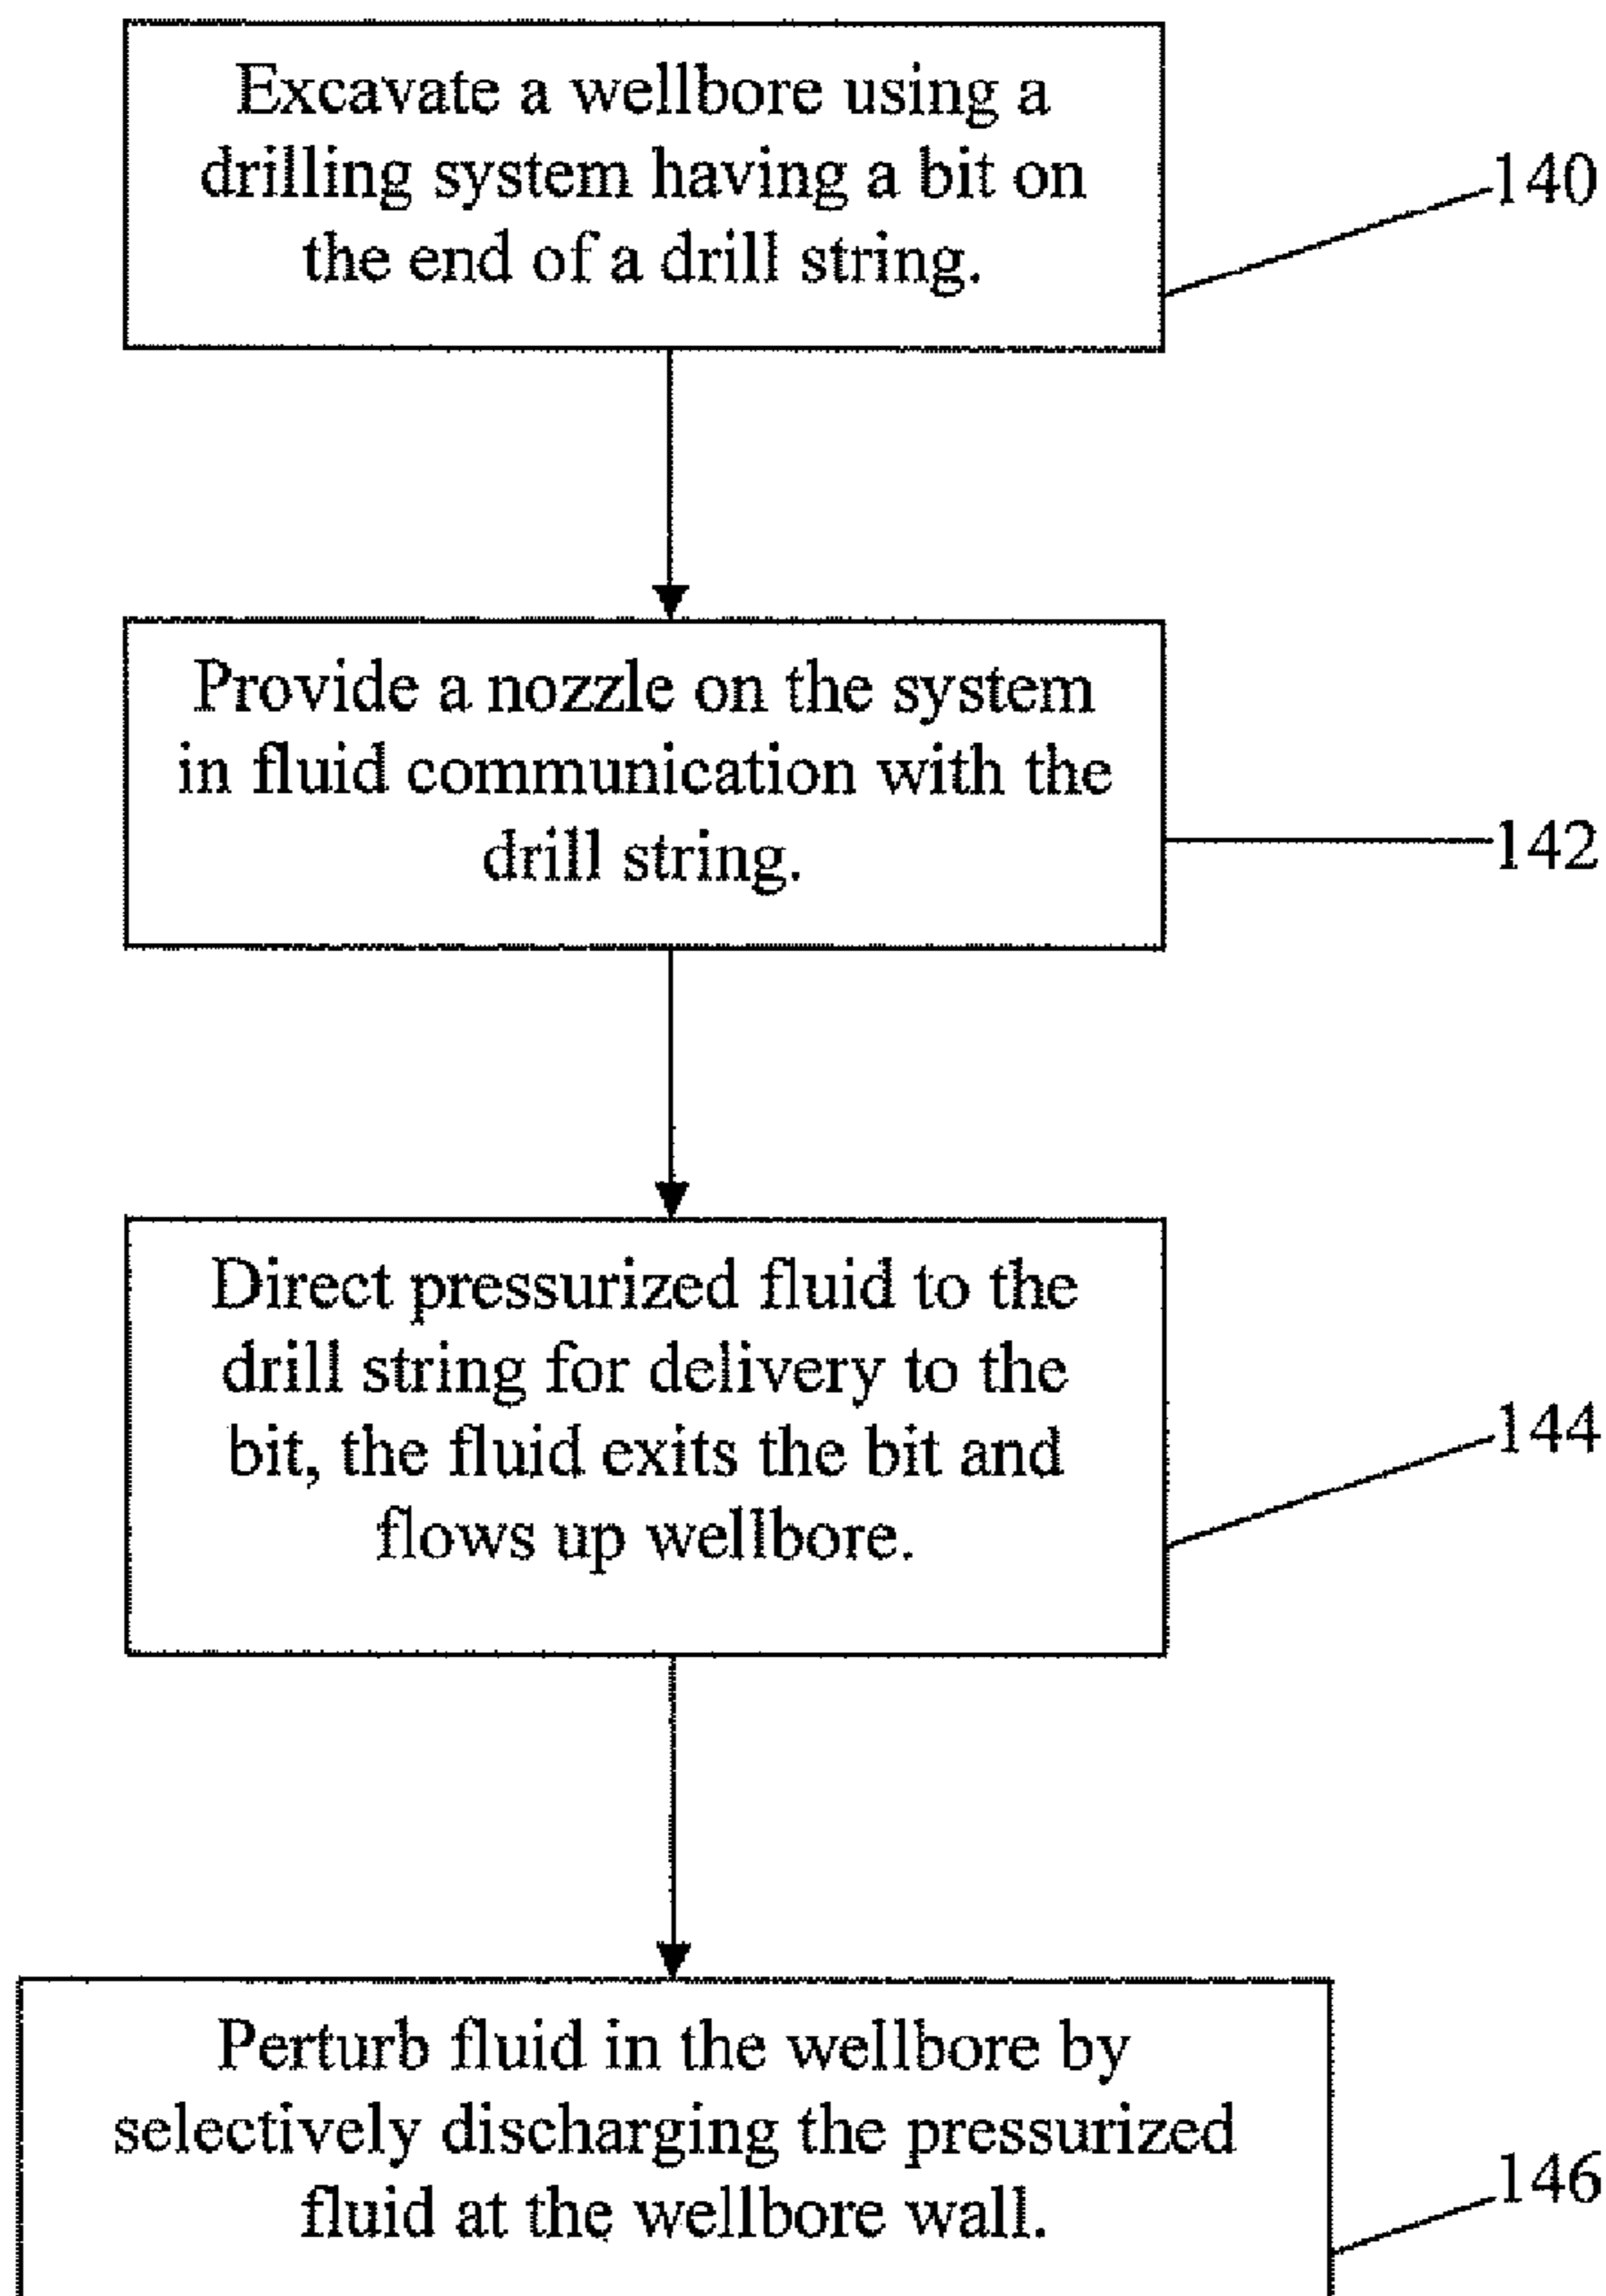 Excavate a wellbore using a
drilling system having a bit on
the end of a drill string.
140
Provide a nozzle on the system
in fluid communication with the
drill string.
142
Direct pressurized fluid to the
drill string for delivery to the
bit, the fluid exits the bit and
flows up wellbore.
144
Perturb fluid in the wellbore by
selectively discharging the pressurized
fluid at the wellbore wall.
146